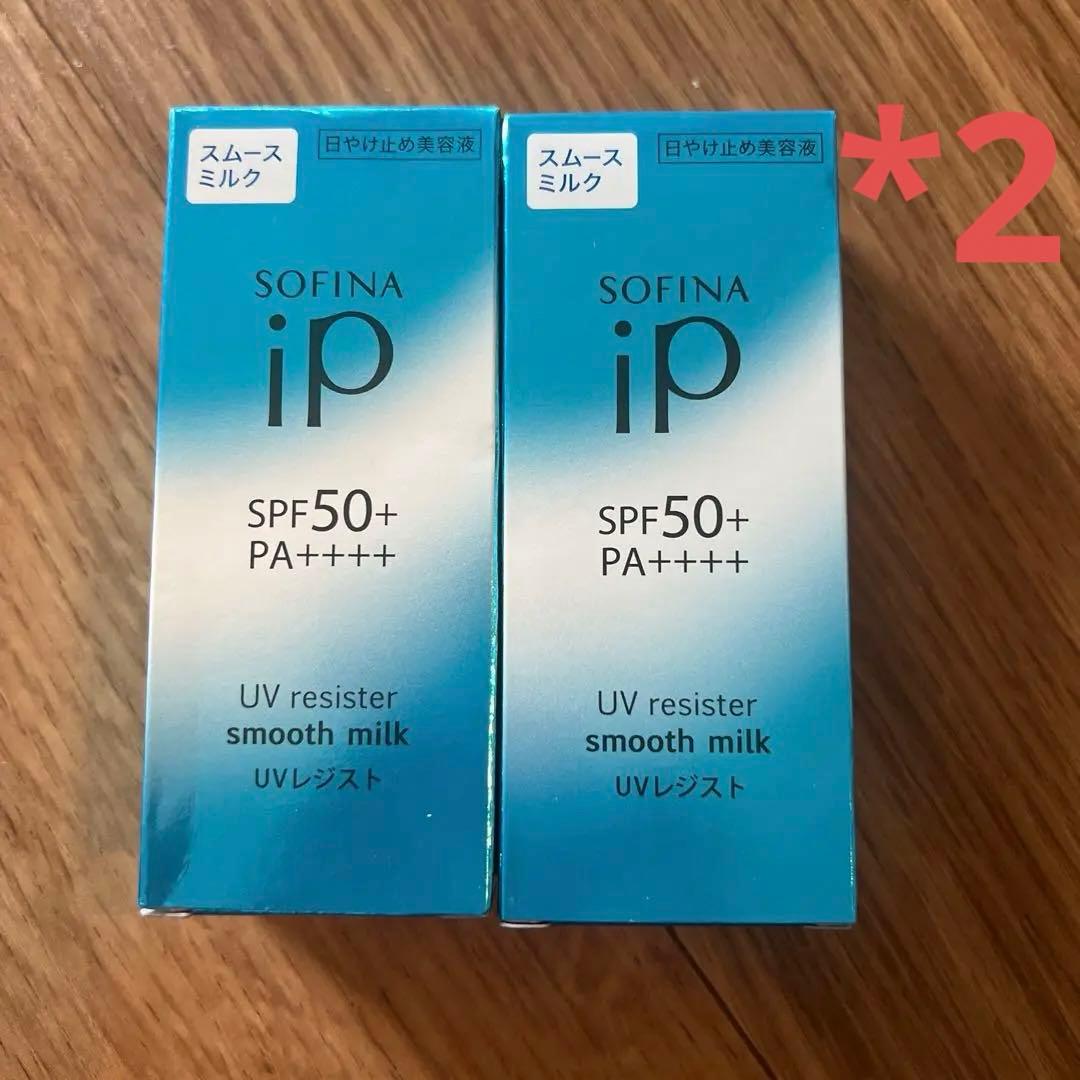 スムース
ミルク
日やけ止め美容液
SOFINA
iP
SPF50+
PA++++
UV resister
smooth milk
UVレジスト
スムース
ミルク
日やけ止め美容液
SOFINA
iP
SPF50+
PA++++
UV resister
smooth milk
UVレジスト
*2